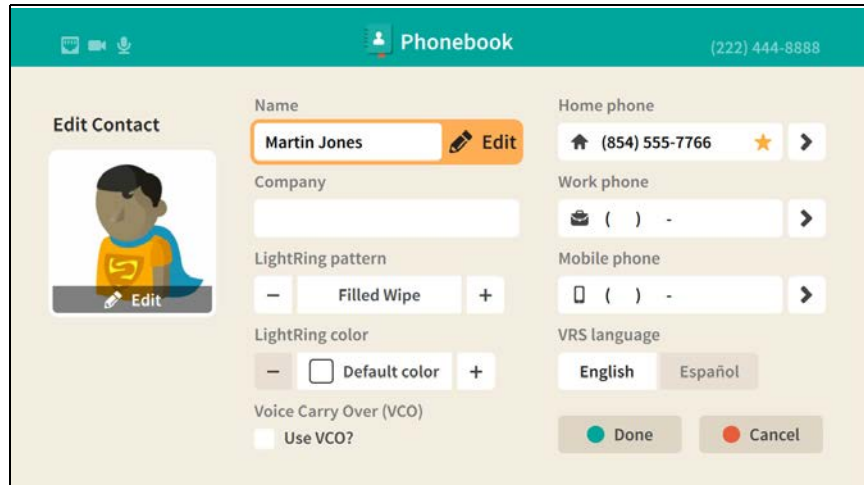 Phonebook
(222) 444-8888
Edit Contact
Edit
Name
Martin Jones
Edit
Company
LightRing pattern
− Filled Wipe +
LightRing color
− Default color +
Voice Carry Over (VCO)
Use VCO?
Home phone
(854) 555-7766
Work phone
( ) -
Mobile phone
( ) -
VRS language
English Español
Done Cancel